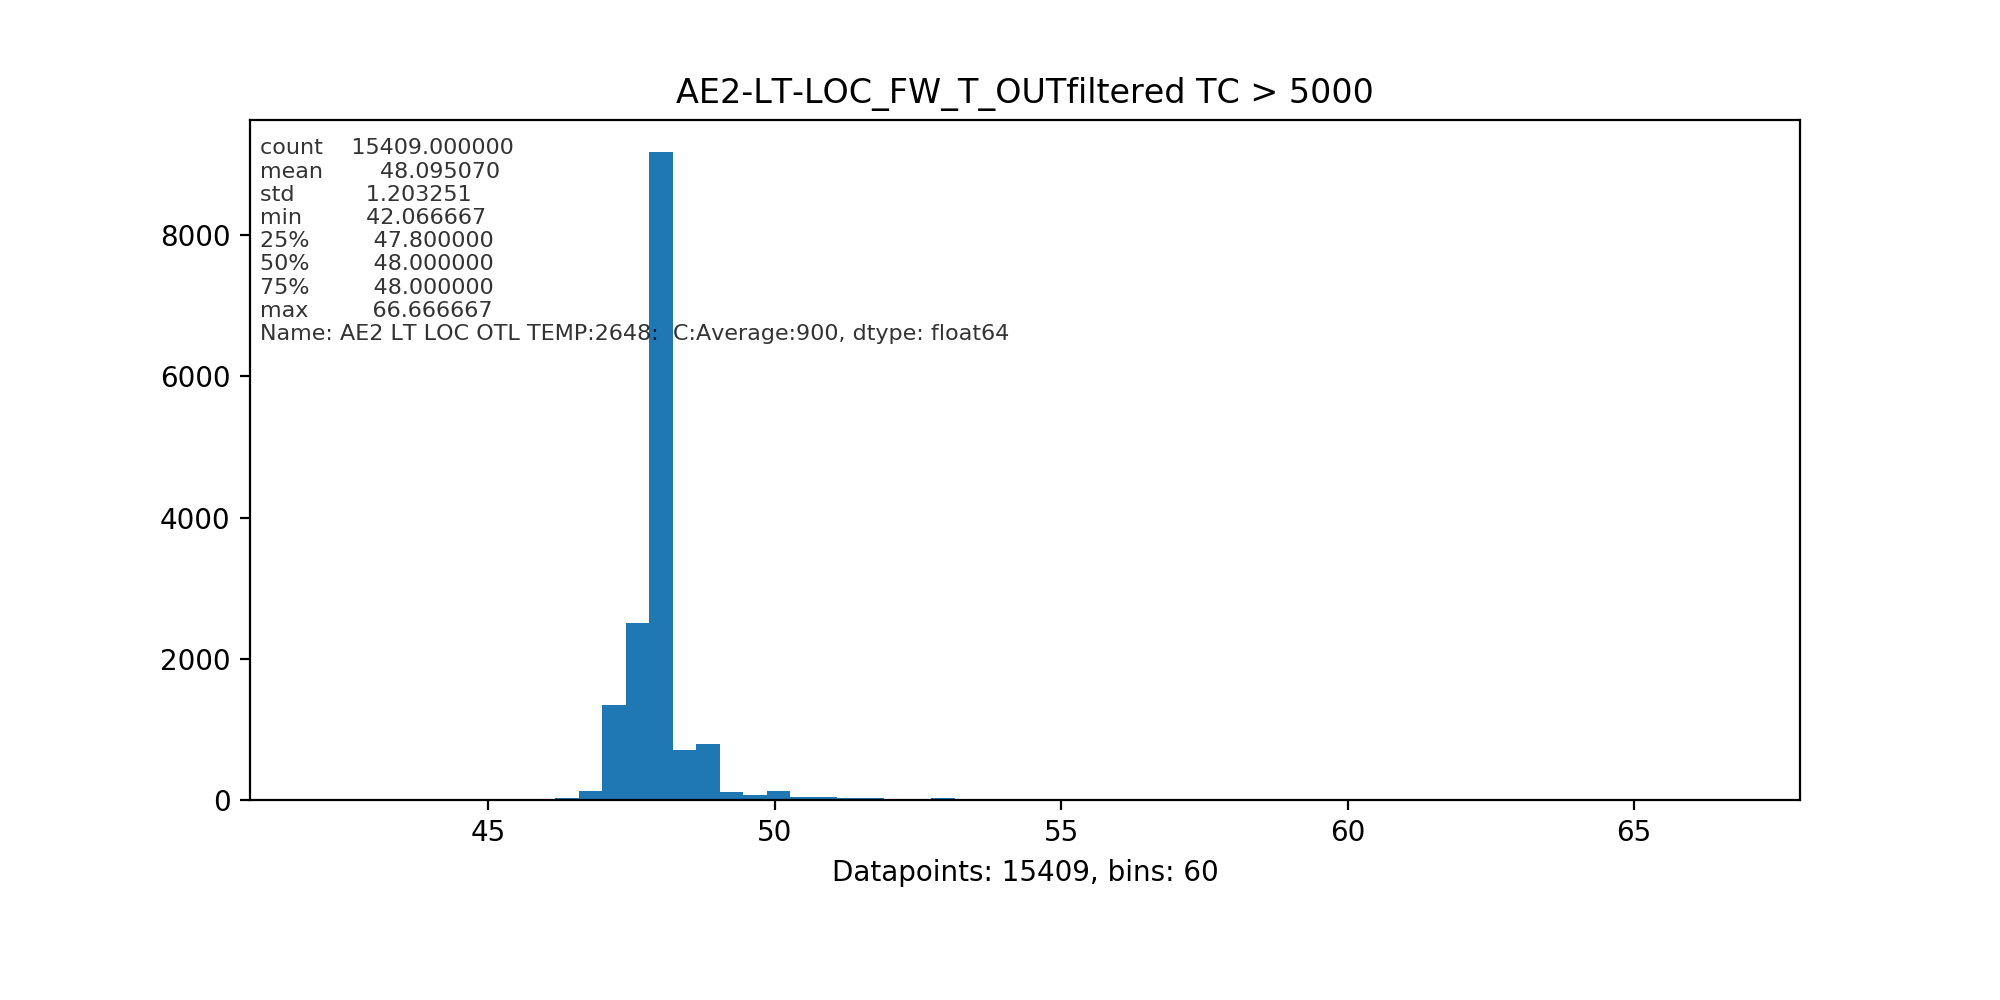 AE2-LT-LOC_FW_T_OUTfiltered TC > 5000
count 15409.000000
mean 48.095070
std 1.203251
min 42.066667
25% 47.800000
50% 48.000000
75% 48.000000
max 66.666667
Name: AE2 LT LOC OTL TEMP:2648: C:Average:900, dtype: float64
8000
6000
4000
2000
0
45 50 55 60 65
Datapoints: 15409, bins: 60